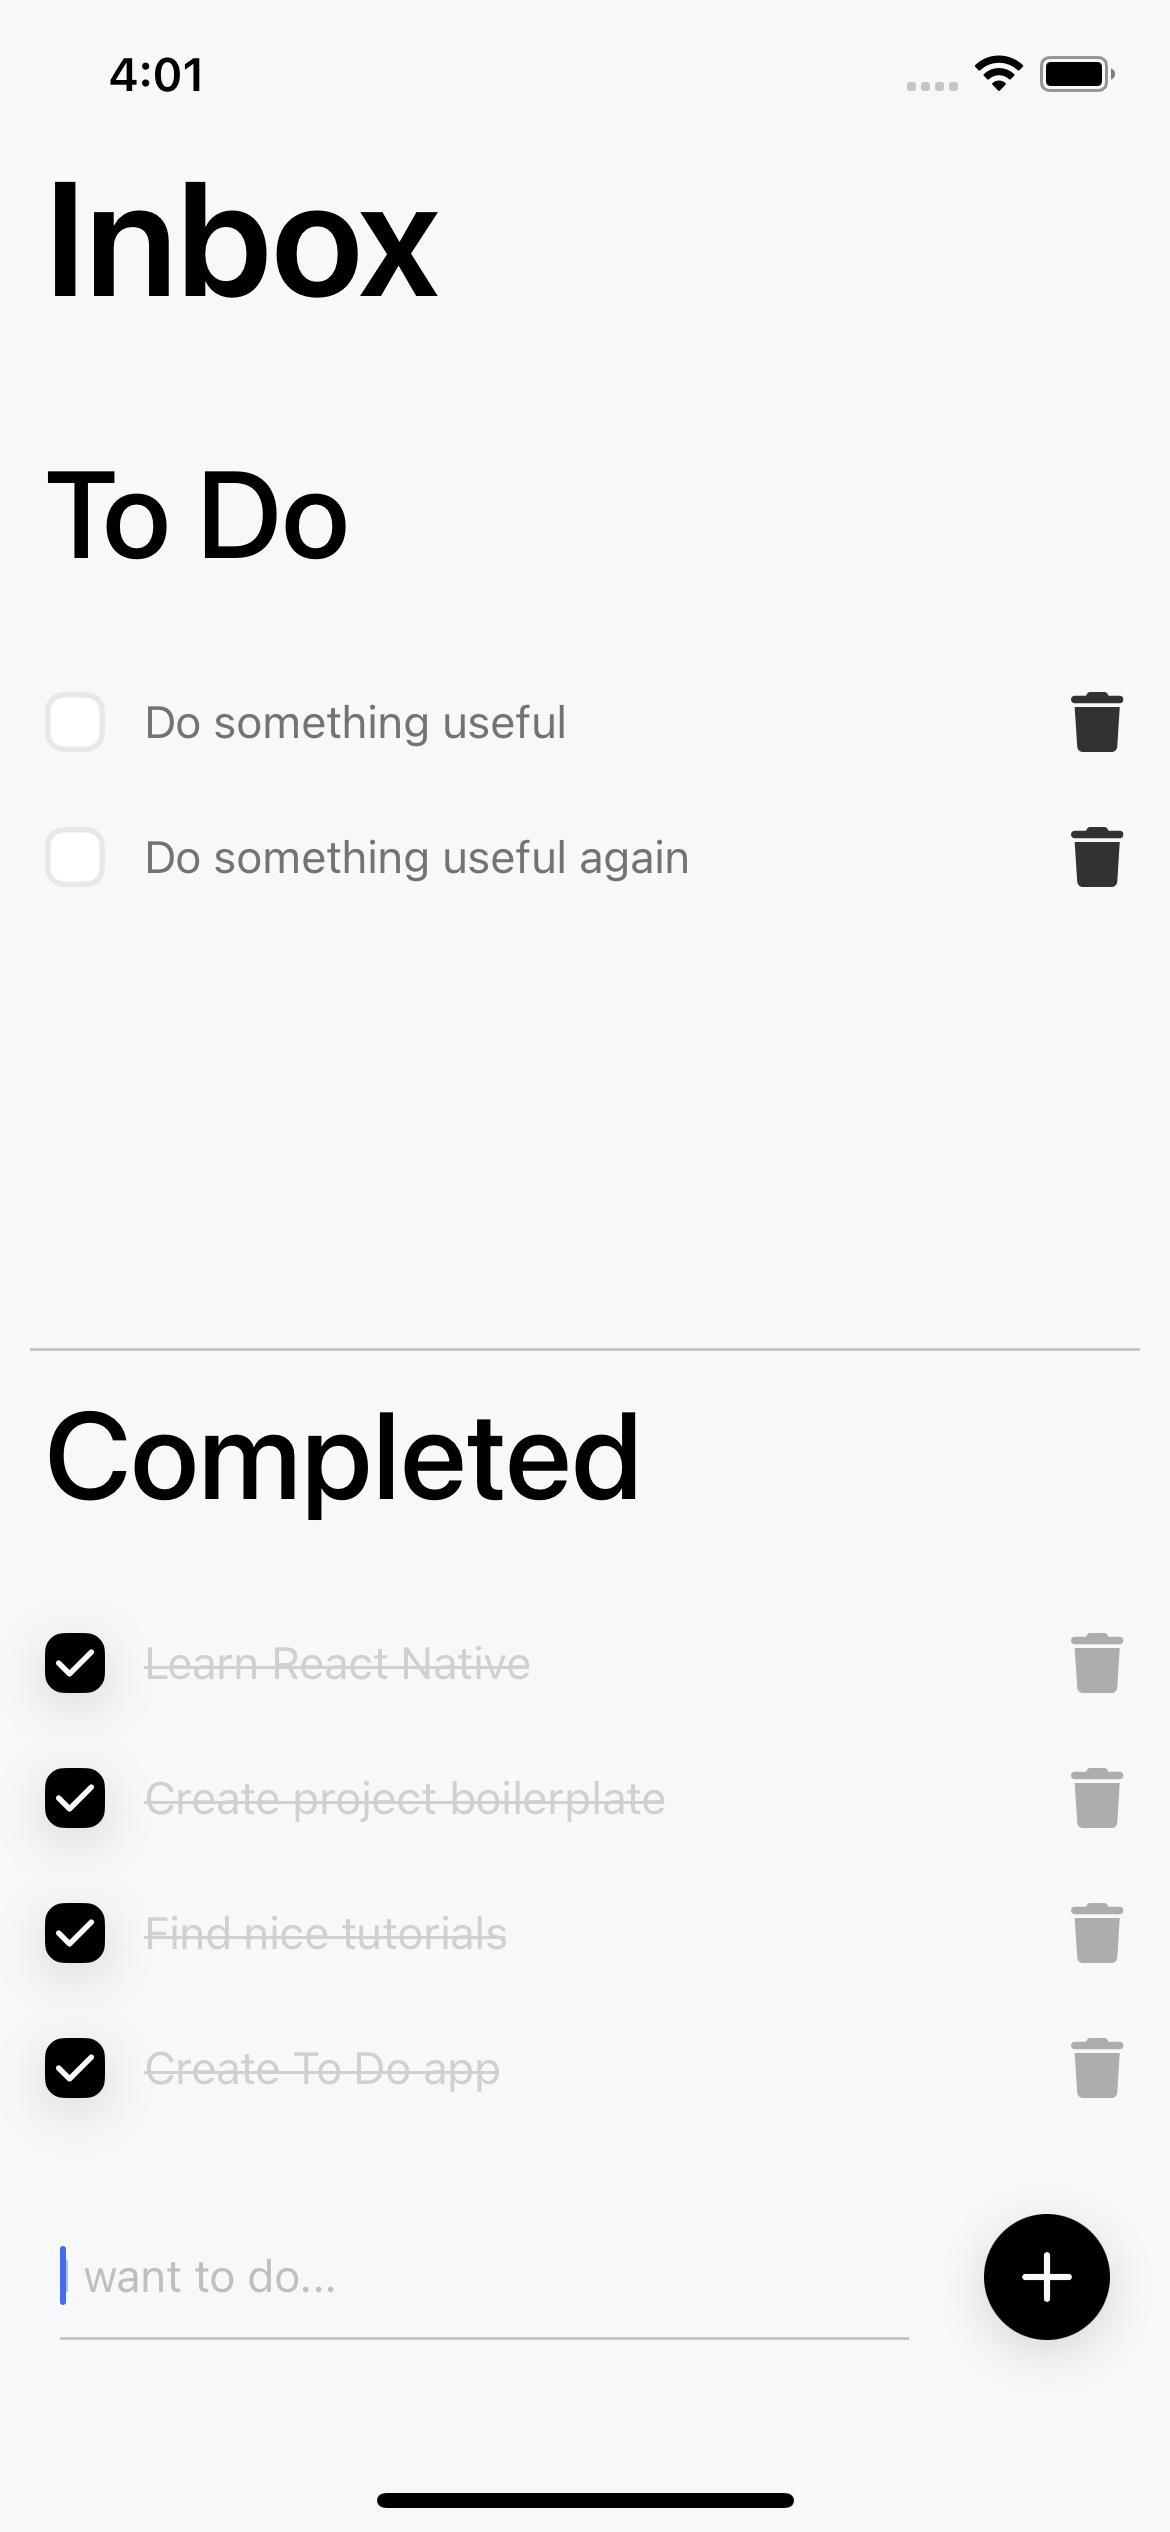 4:01
Inbox
To Do
Do something useful
Do something useful again
Completed
Learn React Native
Create project boilerplate
Find nice tutorials
Create To Do app
I want to do...